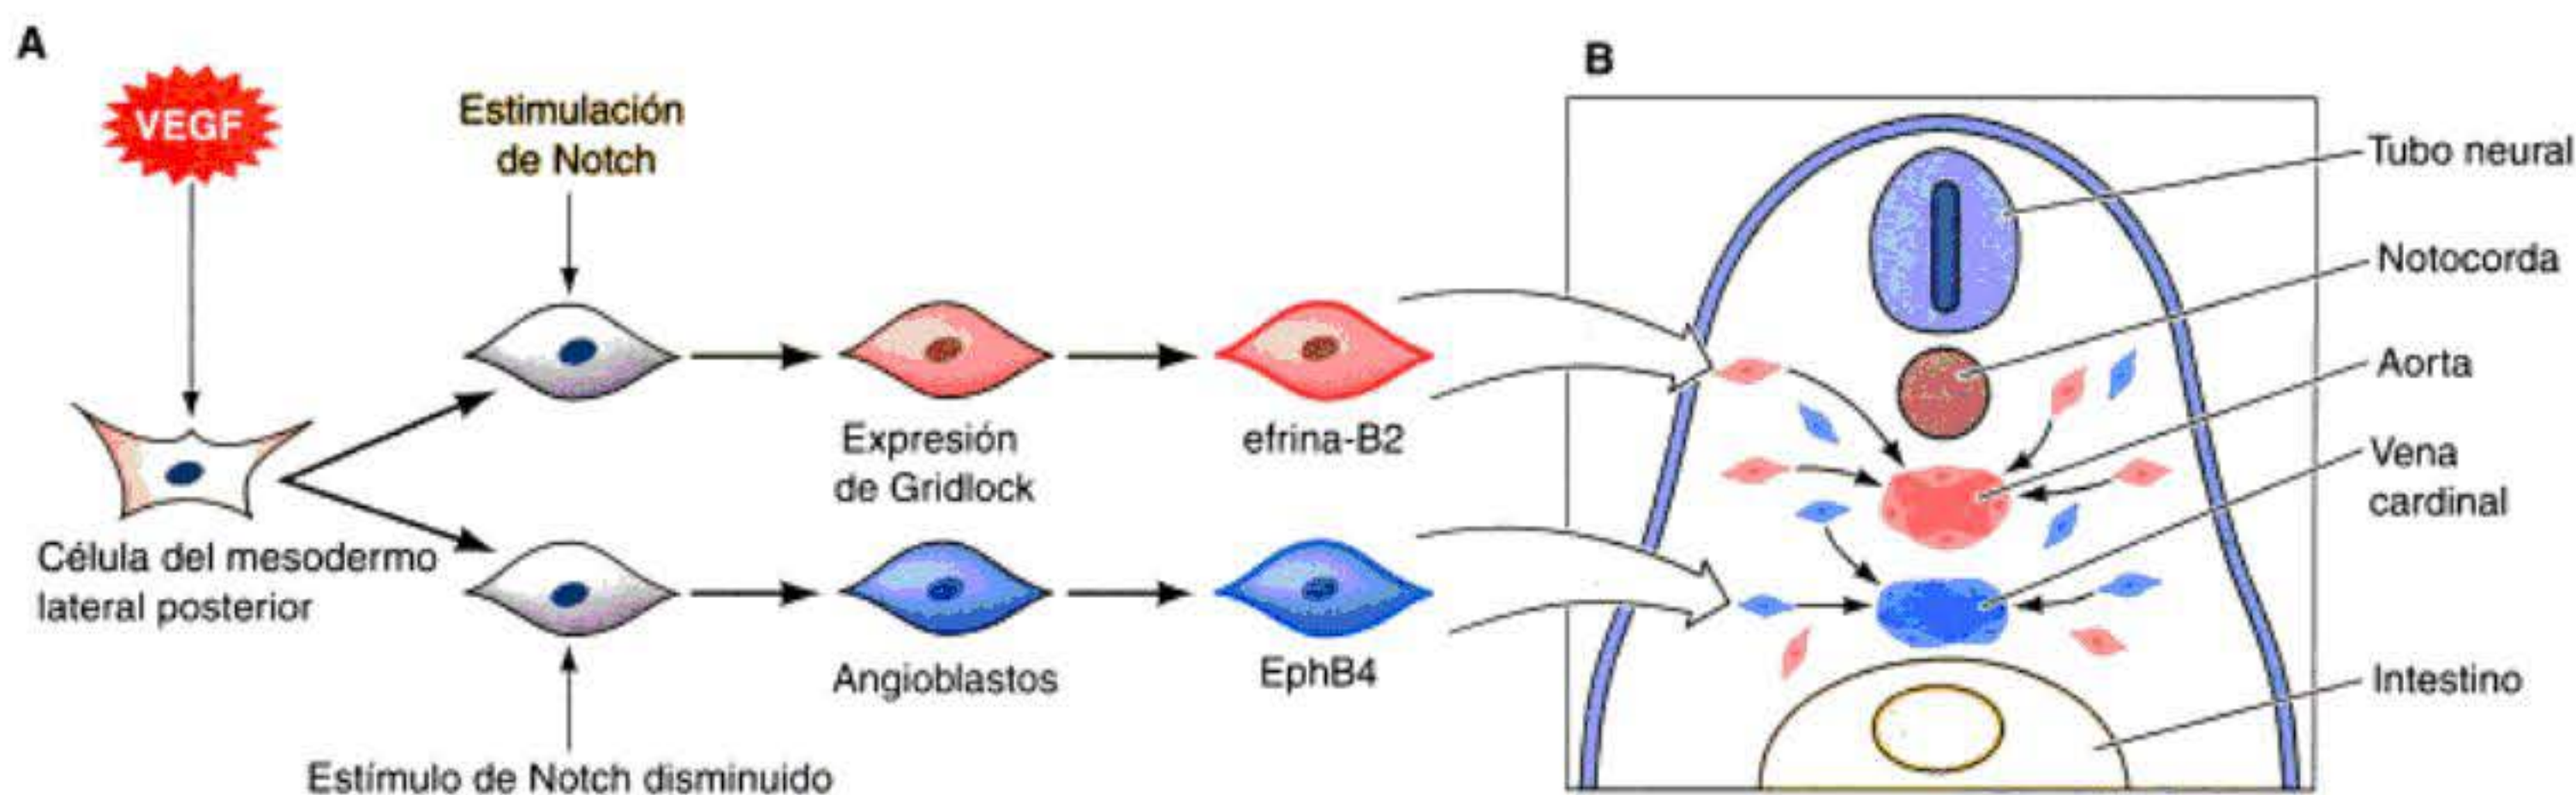 A
VEGF
Estimulación
de Notch
Expresión
de Gridlock
efrina-B2
Célula del mesodermo
lateral posterior
Angioblastos
EphB4
Estímulo de Notch disminuido
B
Tubo neural
Notocorda
Aorta
Vena
cardinal
Intestino